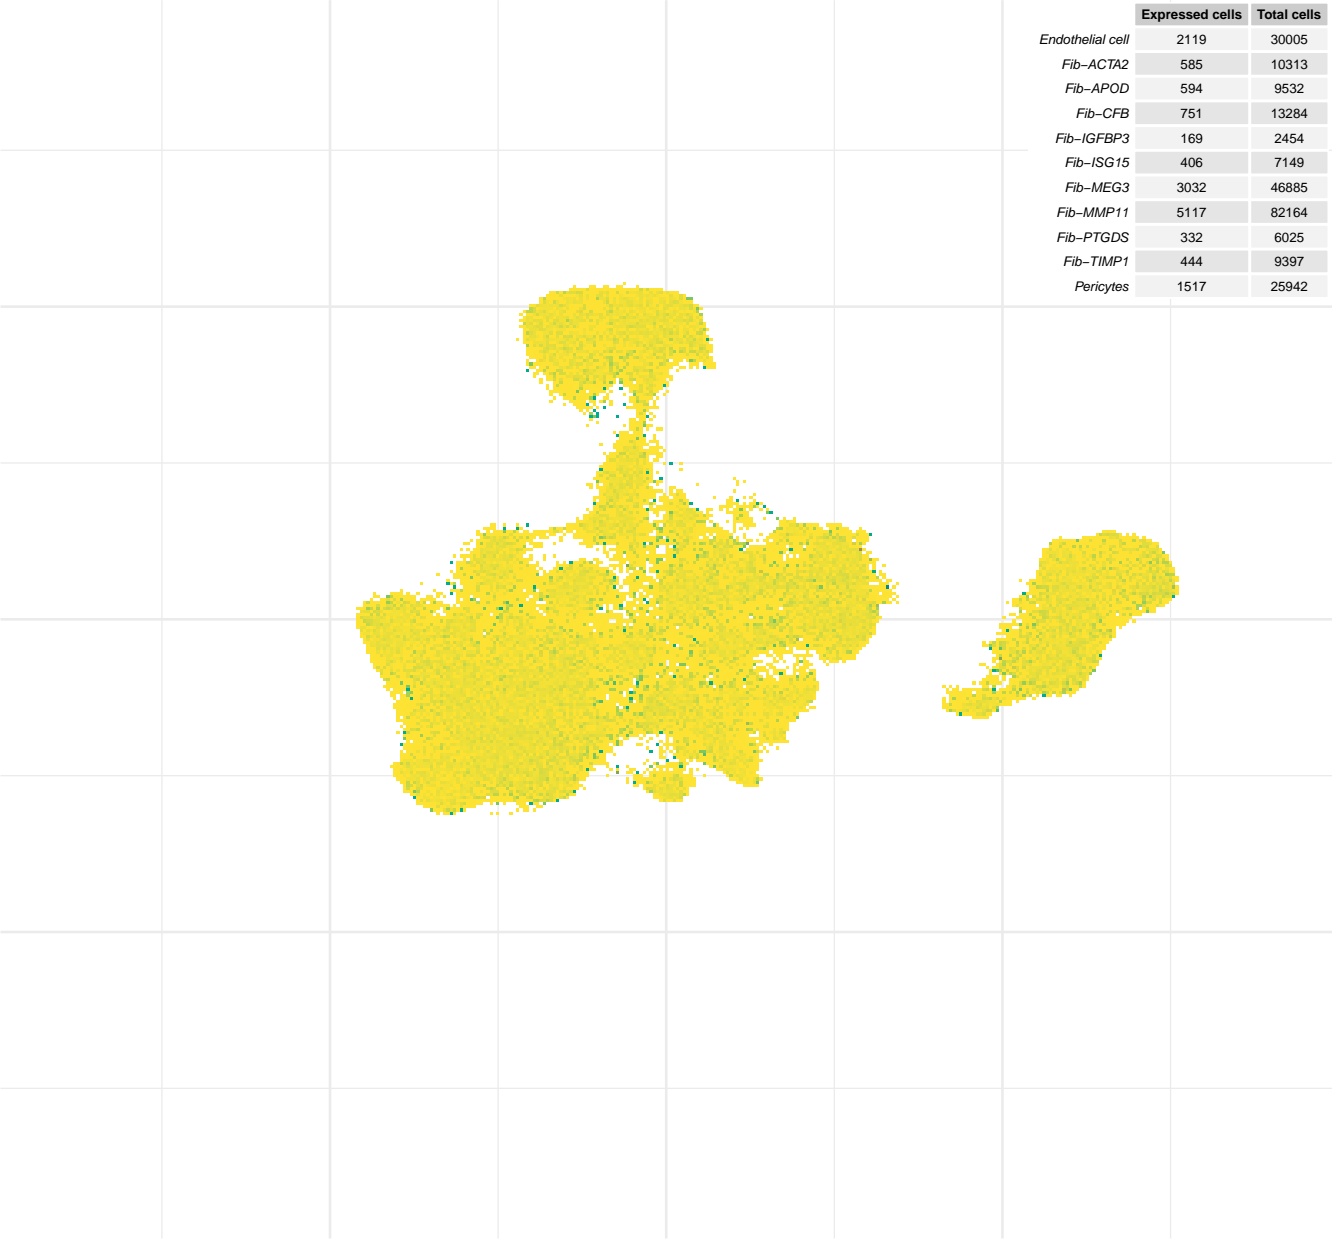 Expressed cells Total cells
Endothelial cell 2119 30005
Fib−ACTA2 585 10313
Fib−APOD 594 9532
Fib−CFB 751 13284
Fib−IGFBP3 169 2454
Fib−ISG15 406 7149
Fib−MEG3 3032 46885
Fib−MMP11 5117 82164
Fib−PTGDS 332 6025
Fib−TIMP1 444 9397
Pericytes 1517 25942